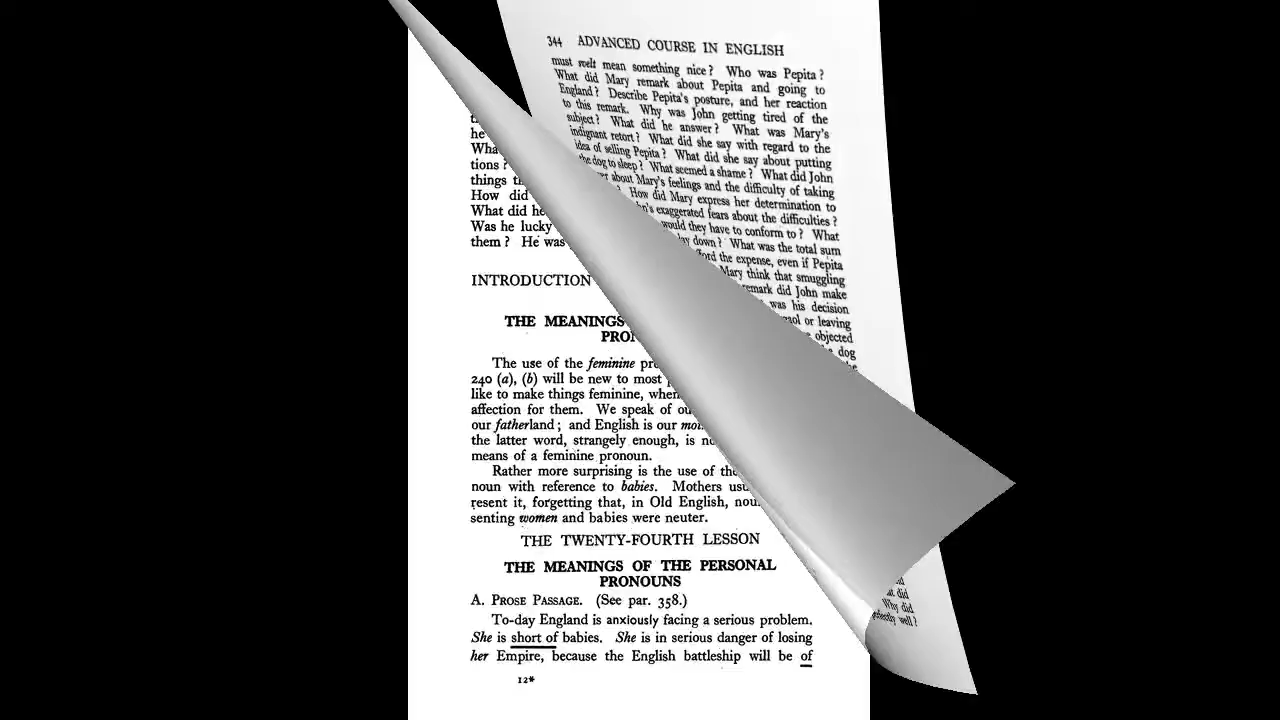 344 ADVANCED COURSE IN ENGLISH
must melt mean something nice? Who was Pepita?
What did Mary remark about Pepita and going to
England? Describe Pepita's posture, and her reaction
to this remark. Why was John getting tired of the
subject? What did he answer? What was Mary's
indignant retort? What did she say with regard to the
idea of selling Pepita? What did she say about putting
the dog to sleep? What seemed a shame? What did John
about Mary's feelings and the difficulty of taking
How did Mary express her determination to
exaggerated fears about the difficulties?
would they have to conform to? What
down? What was the total sum
the expense, even if Pepita
Mary think that smuggling
remark did John make
was his decision
or leaving
objected
dog
did
Why did
well?
he
tions?
things
How did
What did he
Was he lucky
them? He was
INTRODUCTION
THE MEANINGS
The use of the feminine
240 (a), (b) will be new to most
like to make things feminine, when
affection for them. We speak of
our fatherland; and English is our
the latter word, strangely enough, is
means of a feminine pronoun.
Rather more surprising is the use of
noun with reference to babies. Mothers
resent it, forgetting that, in Old English,
senting women and babies were neuter.
THE TWENTY-FOURTH LESSON
THE MEANINGS OF THE PERSONAL
PRONOUNS
A. PROSE PASSAGE. (See par. 358.)
To-day England is anxiously facing a serious problem.
She is short of babies. She is in serious danger of losing
her Empire, because the English battleship will be of
12*